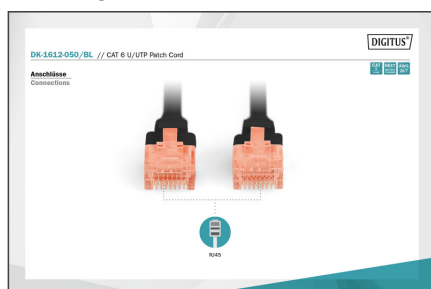 DIGITUS®
DK-1612-050/BL // CAT 6 U/UTP Patch Cord
Anschlüsse
Connections
RJ45